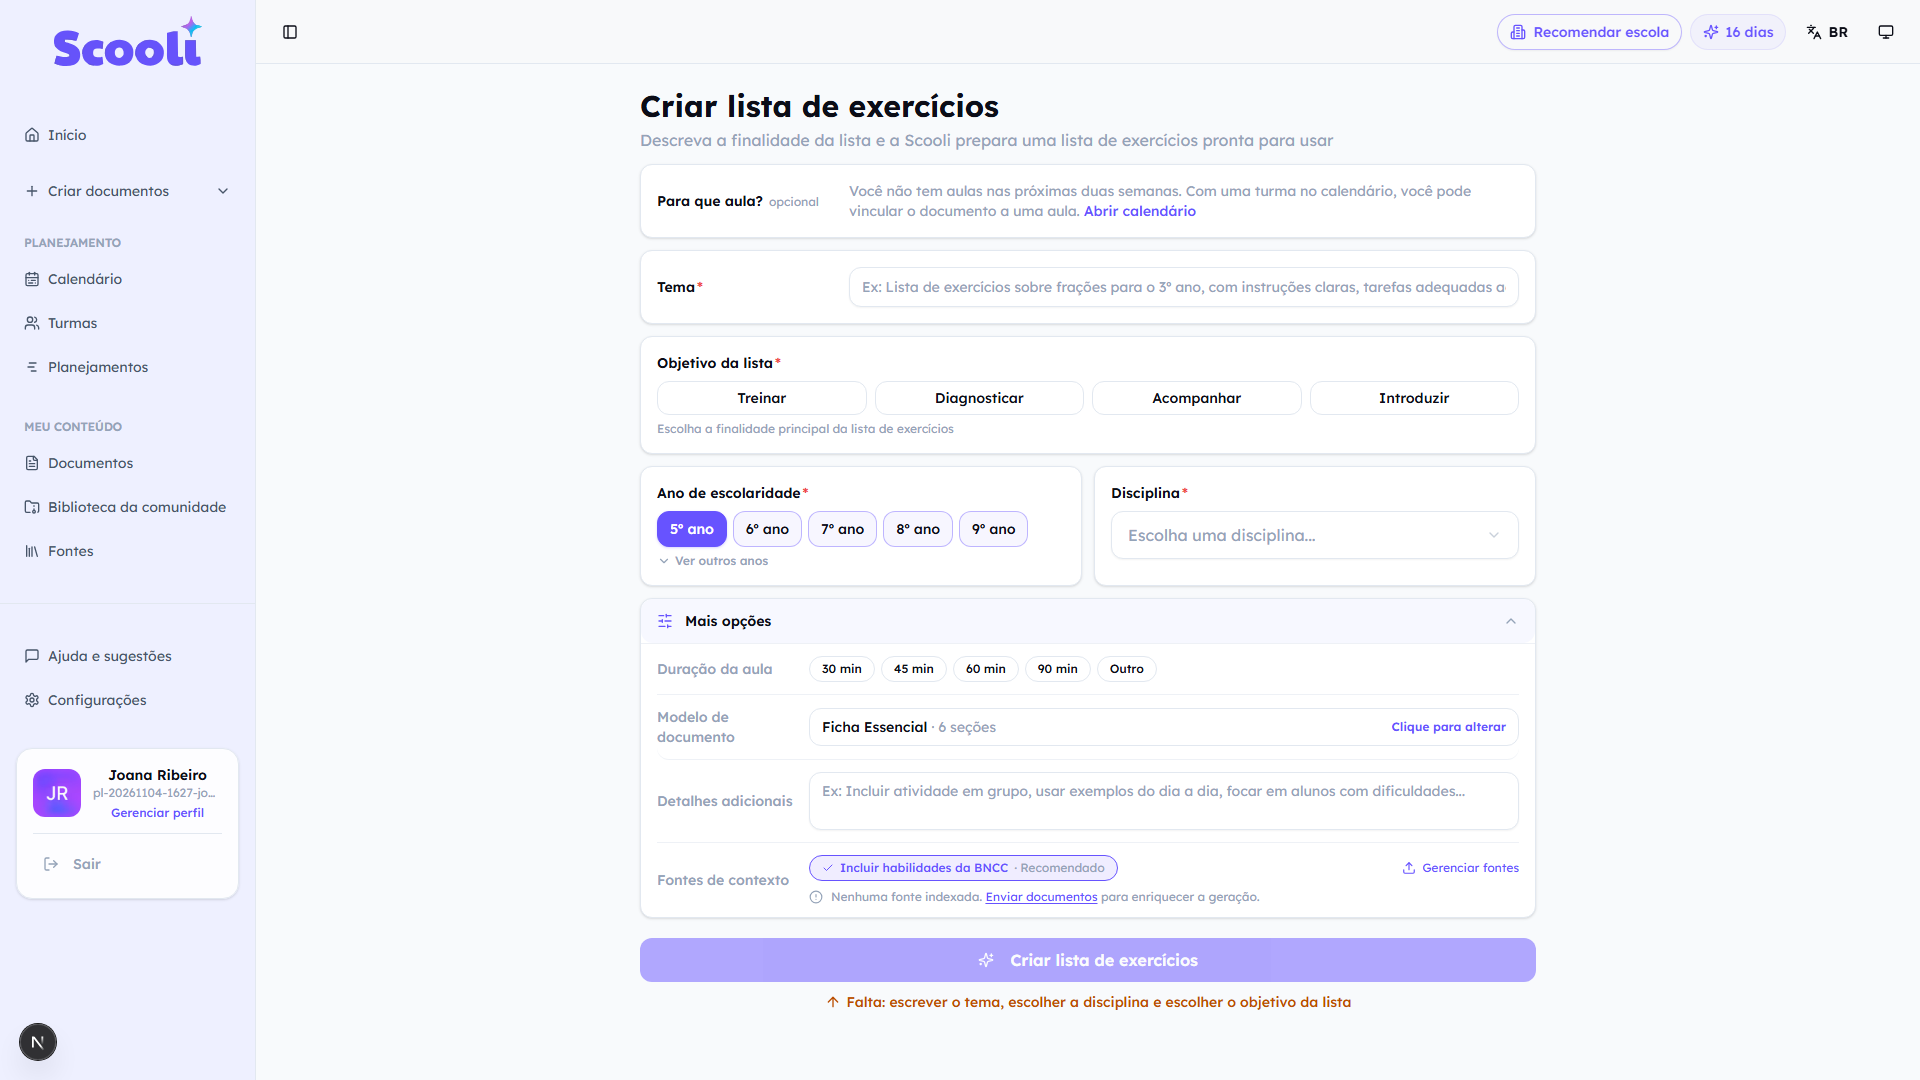 Scooli
Recomendar escola
16 dias
BR
Início
Criar documentos
PLANEJAMENTO
Calendário
Turmas
Planejamentos
MEU CONTEÚDO
Documentos
Biblioteca da comunidade
Fontes
Ajuda e sugestões
Configurações
JR
Joana Ribeiro
pl-20261104-1627-jo...
Gerenciar perfil
Sair
N
Criar lista de exercícios
Descreva a finalidade da lista e a Scooli prepara uma lista de exercícios pronta para usar
Para que aula? opcional
Você não tem aulas nas próximas duas semanas. Com uma turma no calendário, você pode
vincular o documento a uma aula. Abrir calendário
Tema*
Ex: Lista de exercícios sobre frações para o 3º ano, com instruções claras, tarefas adequadas a
Objetivo da lista*
Treinar
Diagnosticar
Acompanhar
Introduzir
Escolha a finalidade principal da lista de exercícios
Ano de escolaridade*
5º ano
6º ano
7º ano
8º ano
9º ano
Ver outros anos
Disciplina*
Escolha uma disciplina...
Mais opções
Duração da aula
30 min
45 min
60 min
90 min
Outro
Modelo de
documento
Ficha Essencial · 6 seções
Clique para alterar
Detalhes adicionais
Ex: Incluir atividade em grupo, usar exemplos do dia a dia, focar em alunos com dificuldades...
Fontes de contexto
Incluir habilidades da BNCC · Recomendado
Gerenciar fontes
Nenhuma fonte indexada. Enviar documentos para enriquecer a geração.
Criar lista de exercícios
Falta: escrever o tema, escolher a disciplina e escolher o objetivo da lista